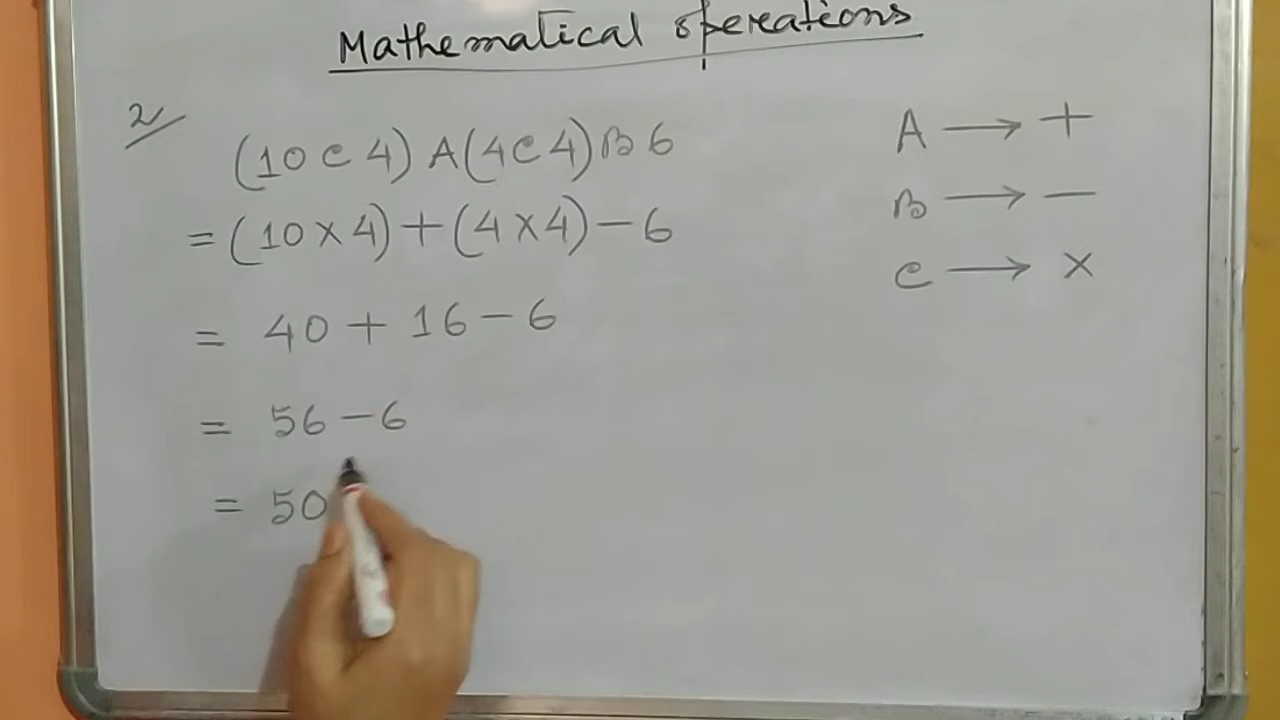 Mathematical operations
2
(10 C 4) A (4 C 4) B 6
= (10 × 4) + (4 × 4) − 6
= 40 + 16 − 6
= 56 − 6
= 50
A → +
B → −
C → ×